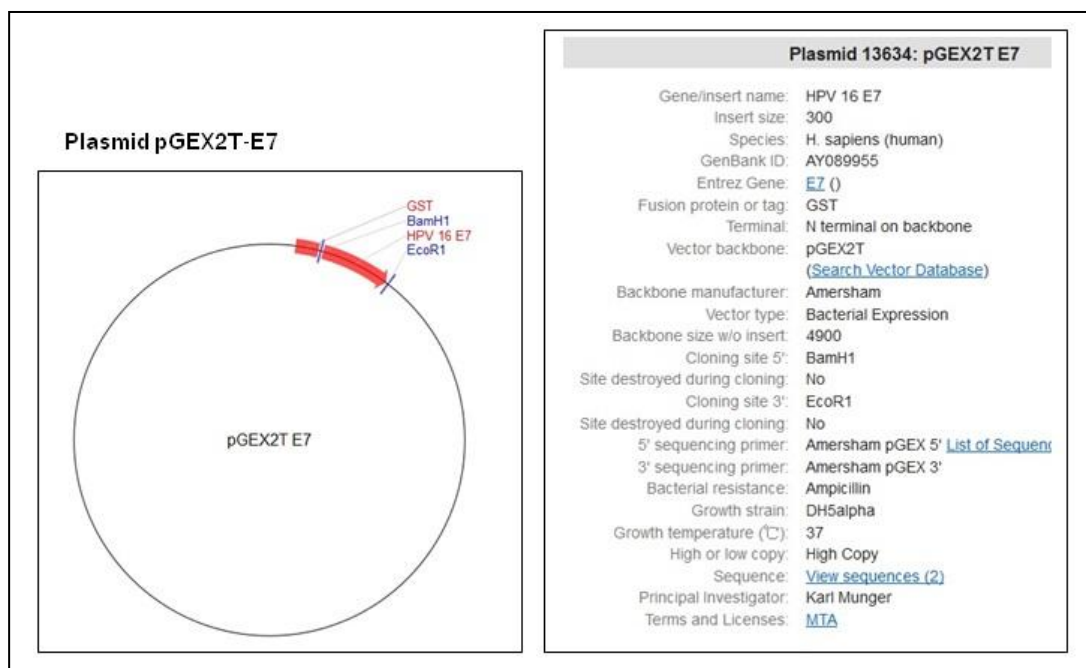 Plasmid pGEX2T-E7
GST
BamH1
HPV 16 E7
EcoR1
pGEX2T E7
Plasmid 13634: pGEX2T E7
Gene/insert name: HPV 16 E7
Insert size: 300
Species: H. sapiens (human)
GenBank ID: AY089955
Entrez Gene: E7 ()
Fusion protein or tag: GST
Terminal: N terminal on backbone
Vector backbone: pGEX2T
(Search Vector Database)
Backbone manufacturer: Amersham
Vector type: Bacterial Expression
Backbone size w/o insert: 4900
Cloning site 5': BamH1
Site destroyed during cloning: No
Cloning site 3': EcoR1
Site destroyed during cloning: No
5' sequencing primer: Amersham pGEX 5' List of Sequenc
3' sequencing primer: Amersham pGEX 3'
Bacterial resistance: Ampicillin
Growth strain: DH5alpha
Growth temperature (℃): 37
High or low copy: High Copy
Sequence: View sequences (2)
Principal Investigator: Karl Munger
Terms and Licenses: MTA